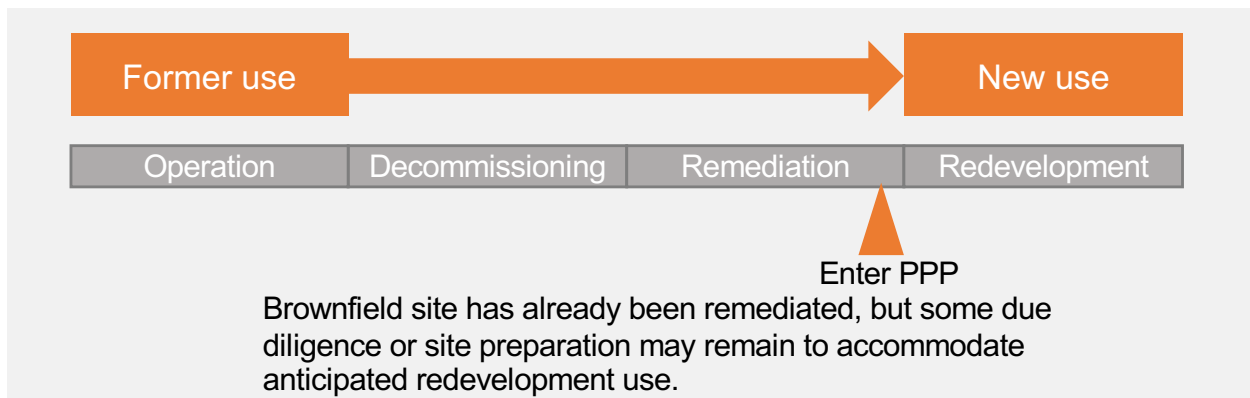 Former use
New use
Operation
Decommissioning
Remediation
Redevelopment
Enter PPP
Brownfield site has already been remediated, but some due
diligence or site preparation may remain to accommodate
anticipated redevelopment use.